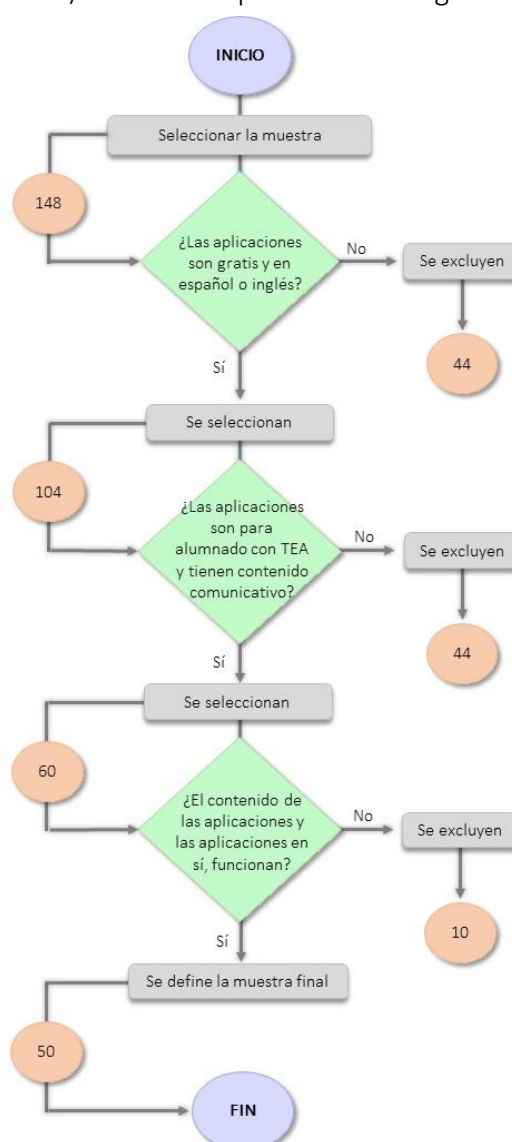 INICIO
Seleccionar la muestra
148
¿Las aplicaciones
son gratis y en
español o inglés?
No
Se excluyen
44
Sí
Se seleccionan
104
¿Las aplicaciones
son para
alumnado con TEA
y tienen contenido
comunicativo?
No
Se excluyen
44
Sí
Se seleccionan
60
¿El contenido de
las aplicaciones y
las aplicaciones en
sí, funcionan?
No
Se excluyen
10
Sí
Se define la muestra final
50
FIN